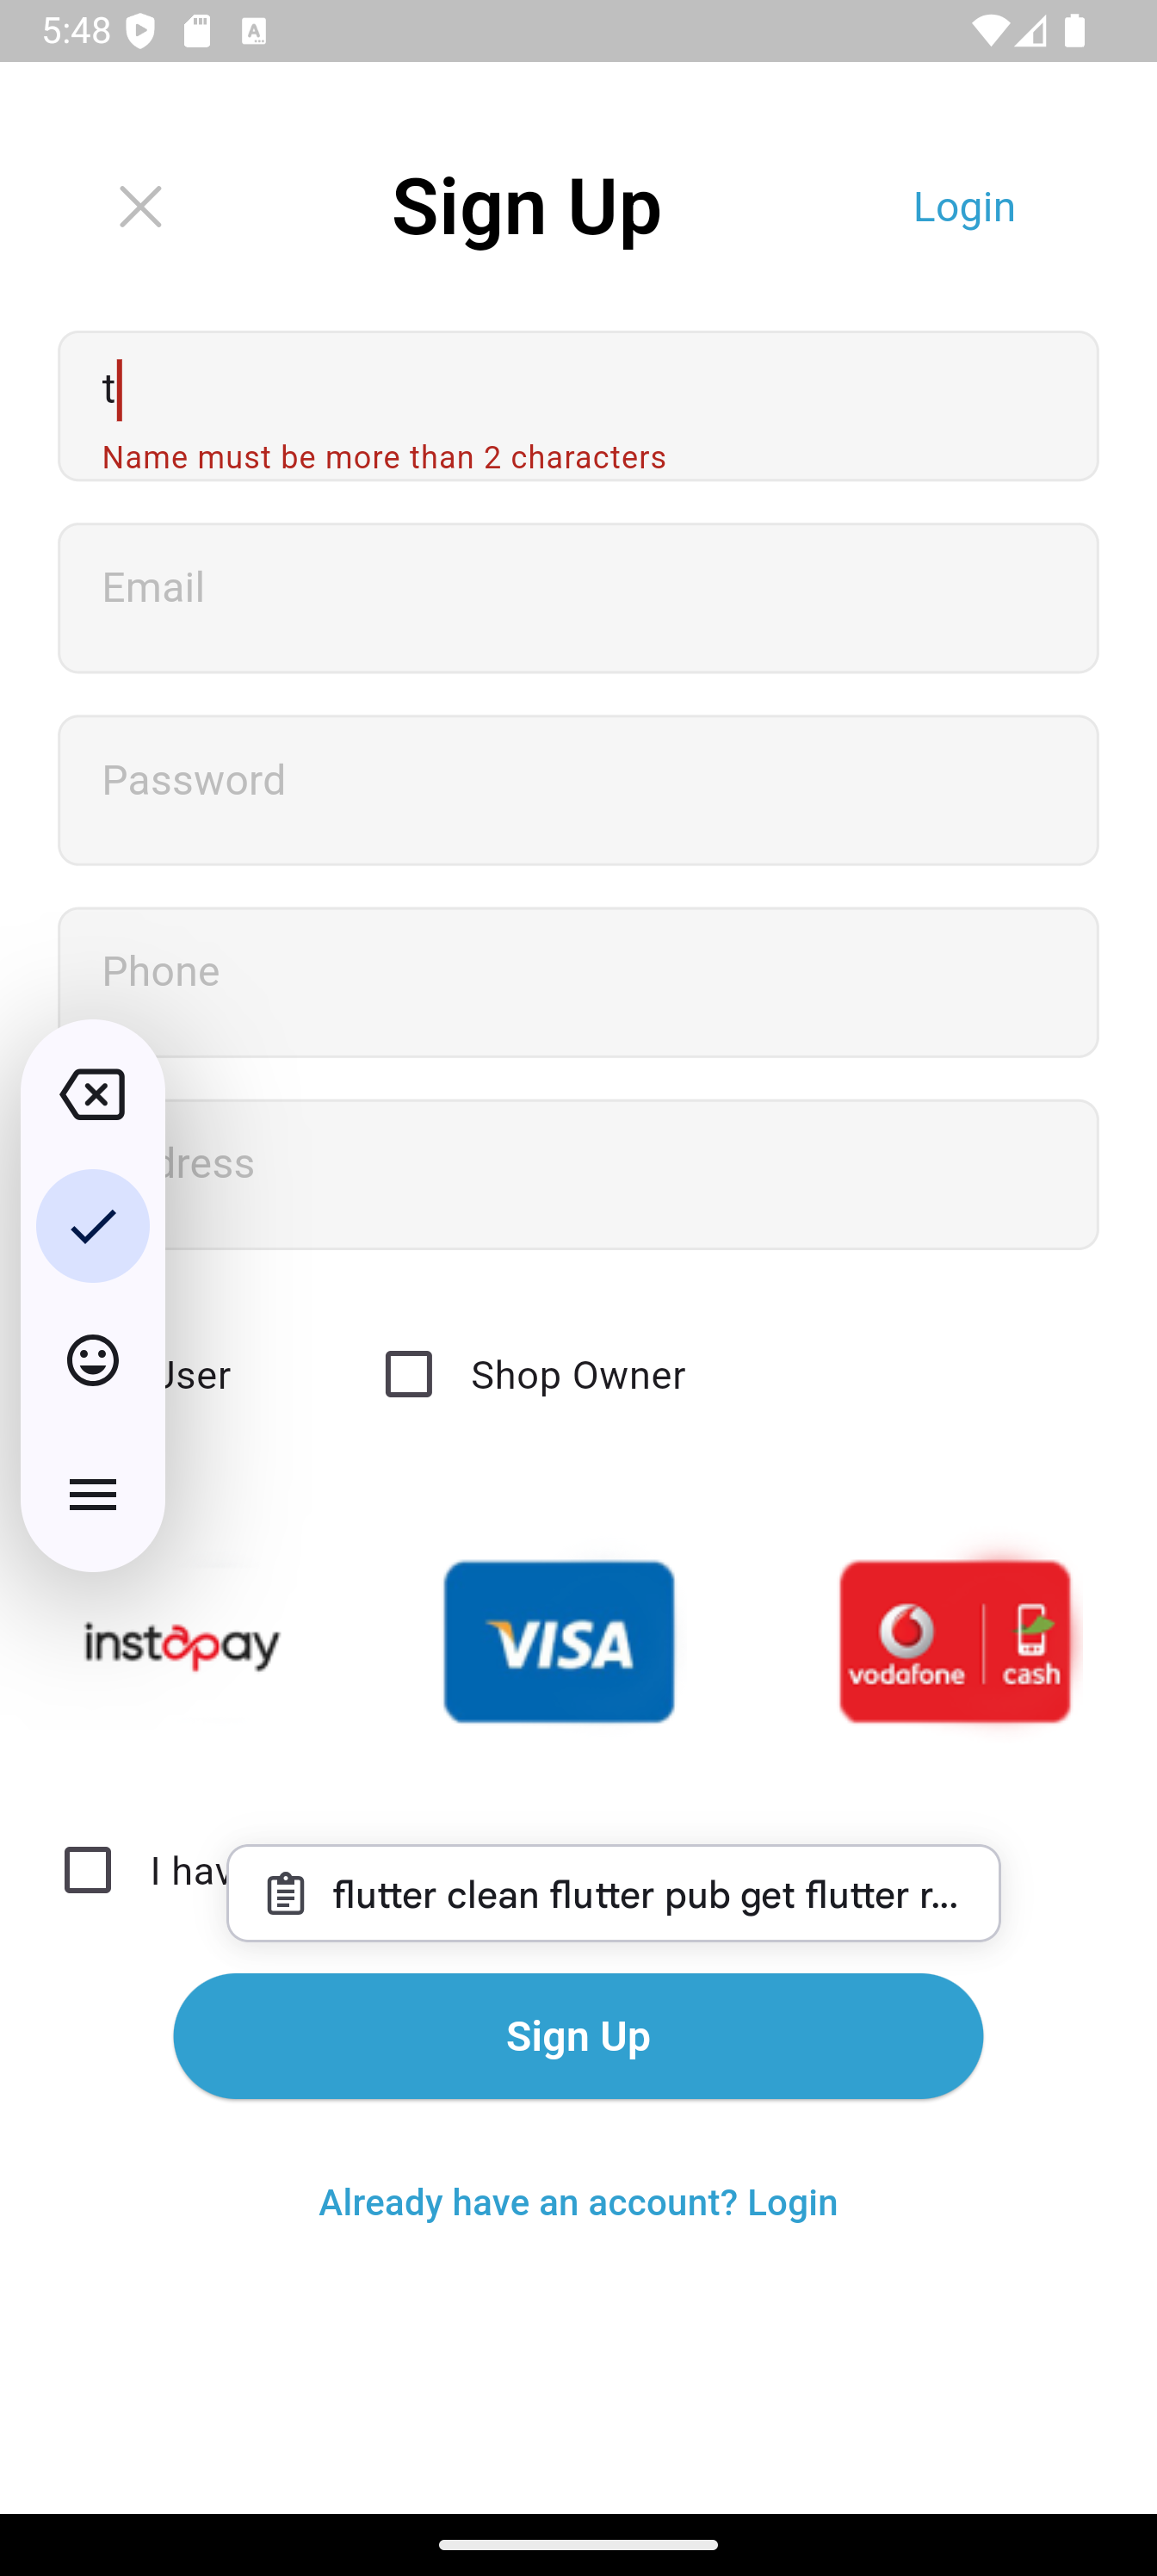 5:48
Sign Up
Login
t
Name must be more than 2 characters
Email
Password
Phone
dress
User
Shop Owner
instapay
VISA
vodafone
cash
I hav
flutter clean flutter pub get flutter r...
Sign Up
Already have an account? Login